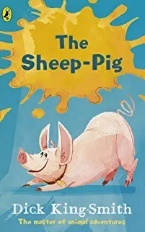 The
Sheep-Pig
Dick King-Smith
The master of animal adventures